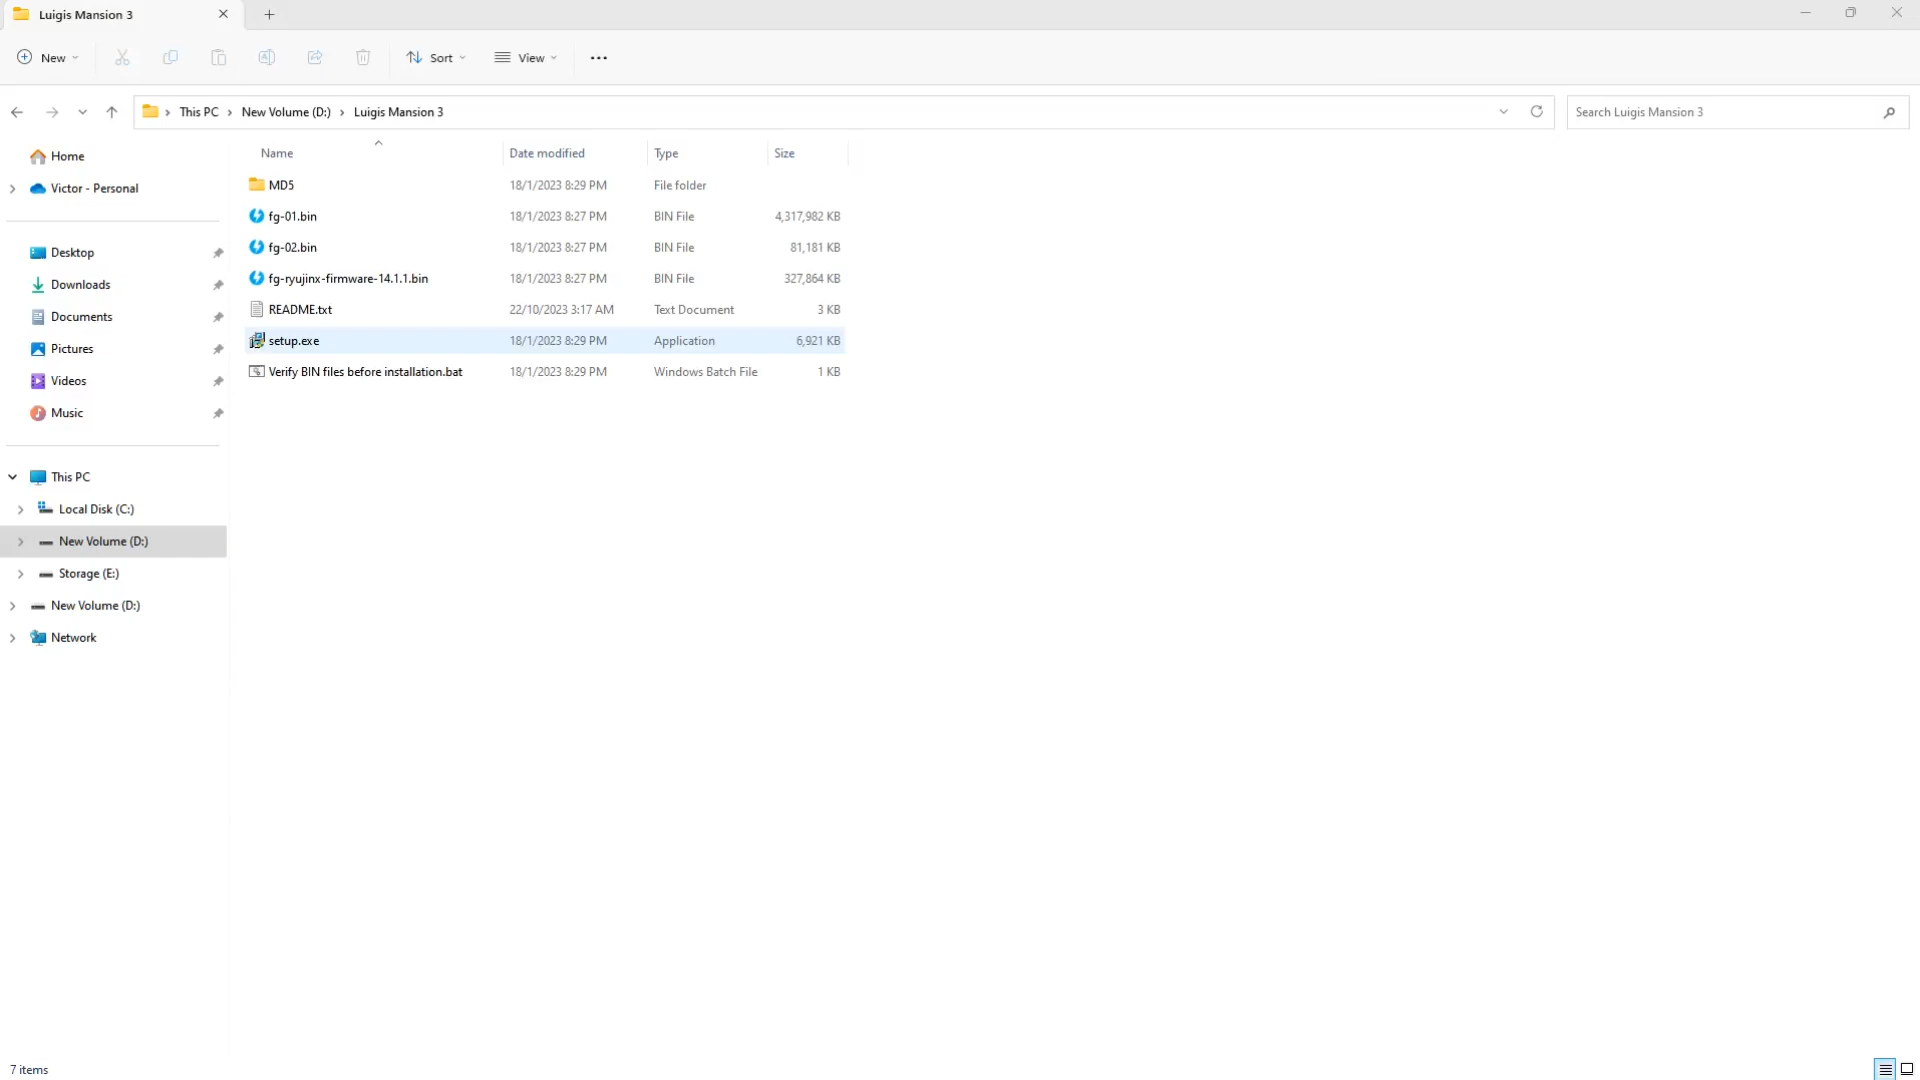 Luigis Mansion 3
New Sort View
This PC New Volume (D:) Luigis Mansion 3 Search Luigis Mansion 3
Home
Victor - Personal
Desktop
Downloads
Documents
Pictures
Videos
Music
This PC
Local Disk (C:)
New Volume (D:)
Storage (E:)
New Volume (D:)
Network
Name Date modified Type Size
MD5 18/1/2023 8:29 PM File folder
fg-01.bin 18/1/2023 8:27 PM BIN File 4,317,982 KB
fg-02.bin 18/1/2023 8:27 PM BIN File 81,181 KB
fg-ryujinx-firmware-14.1.1.bin 18/1/2023 8:27 PM BIN File 327,864 KB
README.txt 22/10/2023 3:17 AM Text Document 3 KB
setup.exe 18/1/2023 8:29 PM Application 6,921 KB
Verify BIN files before installation.bat 18/1/2023 8:29 PM Windows Batch File 1 KB
7 items